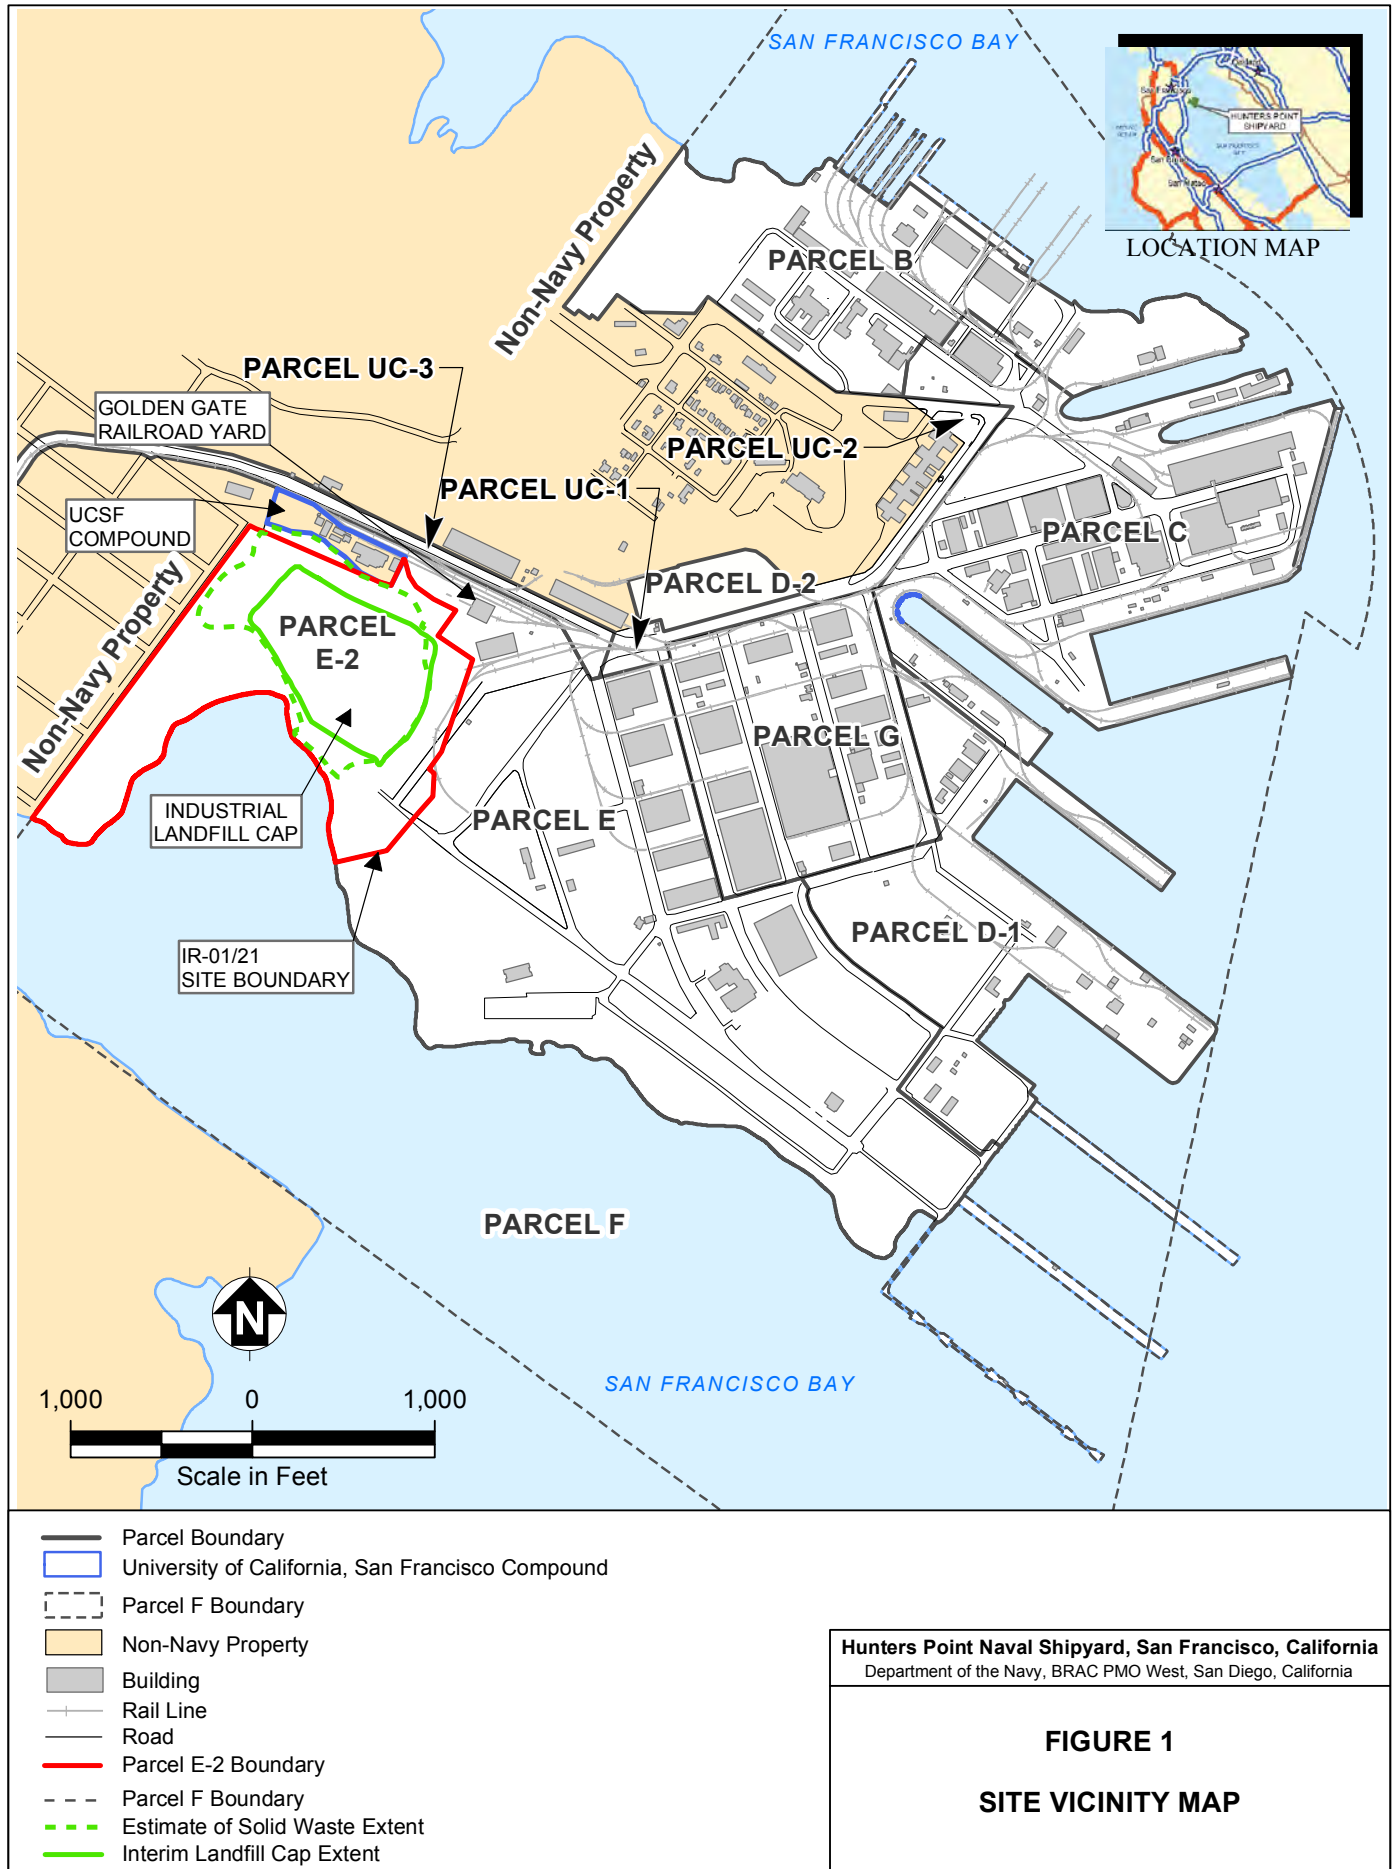 SAN FRANCISCO BAY
HUNTERS POINT
SHIPYARD
San Mateo
LOCATION MAP
Non-Navy Property
PARCEL B
PARCEL UC-3
GOLDEN GATE
RAILROAD YARD
PARCEL UC-2
PARCEL UC-1
UCSF
COMPOUND
PARCEL C
PARCEL D-2
Non-Navy Property
PARCEL
E-2
PARCEL G
INDUSTRIAL
LANDFILL CAP
PARCEL E
PARCEL D-1
IR-01/21
SITE BOUNDARY
PARCEL F
N
SAN FRANCISCO BAY
1,000 0 1,000
Scale in Feet
Parcel Boundary
University of California, San Francisco Compound
Parcel F Boundary
Non-Navy Property
Building
Rail Line
Road
Parcel E-2 Boundary
Parcel F Boundary
Estimate of Solid Waste Extent
Interim Landfill Cap Extent
Hunters Point Naval Shipyard, San Francisco, California
Department of the Navy, BRAC PMO West, San Diego, California
FIGURE 1
SITE VICINITY MAP